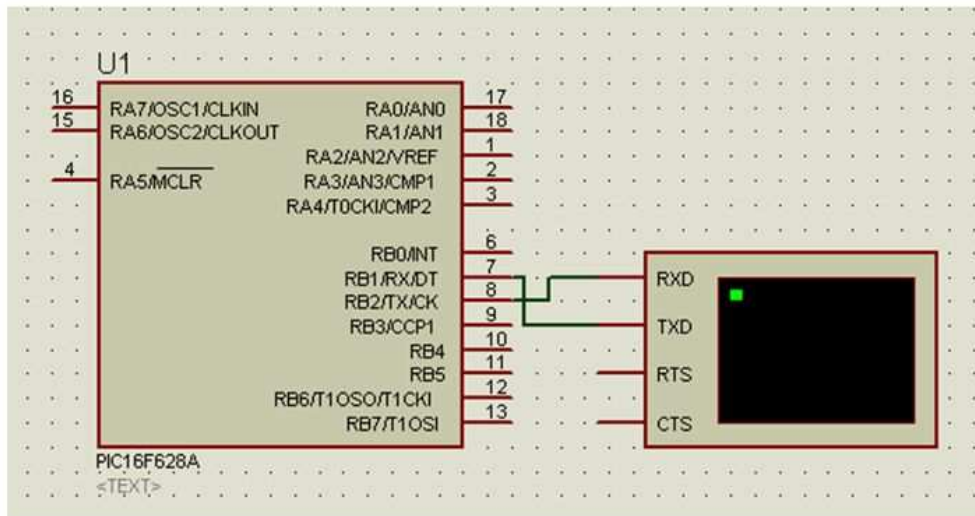 U1
16 RA7/OSC1/CLKIN RA0/AN0 17
15 RA6/OSC2/CLKOUT RA1/AN1 18
RA2/AN2/VREF 1
4 RA5/MCLR RA3/AN3/CMP1 2
RA4/T0CKI/CMP2 3
RB0/INT 6
RB1/RX/DT 7
RB2/TX/CK 8
RB3/CCP1 9
RB4 10
RB5 11
RB6/T1OSO/T1CKI 12
RB7/T1OSI 13
PIC16F628A
<TEXT>
RXD
TXD
RTS
CTS